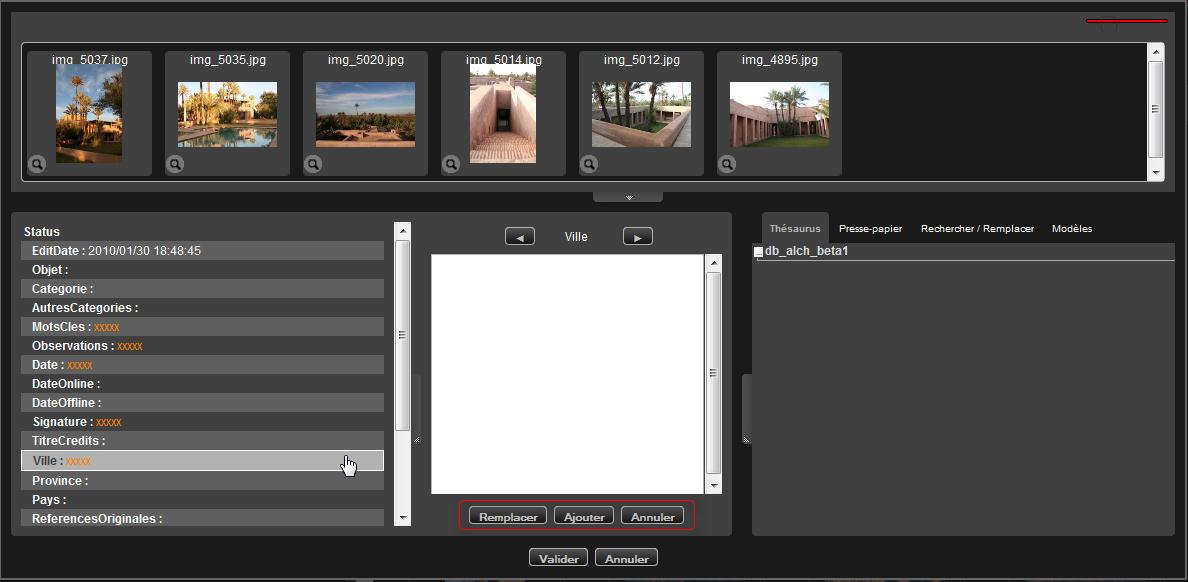 img_5037.jpg
img_5035.jpg
img_5020.jpg
img_5014.jpg
img_5012.jpg
img_4895.jpg
Status
EditDate : 2010/01/30 18:48:45
Objet :
Categorie :
AutresCategories :
MotsCles : xxxxx
Observations : xxxxx
Date : xxxxx
DateOnline :
DateOffline :
Signature : xxxxx
TitreCredits :
Ville : xxxxx
Province :
Pays :
ReferencesOriginales :
Ville
Remplacer
Ajouter
Annuler
Thésaurus
Presse-papier
Rechercher / Remplacer
Modèles
db_alch_beta1
Valider
Annuler